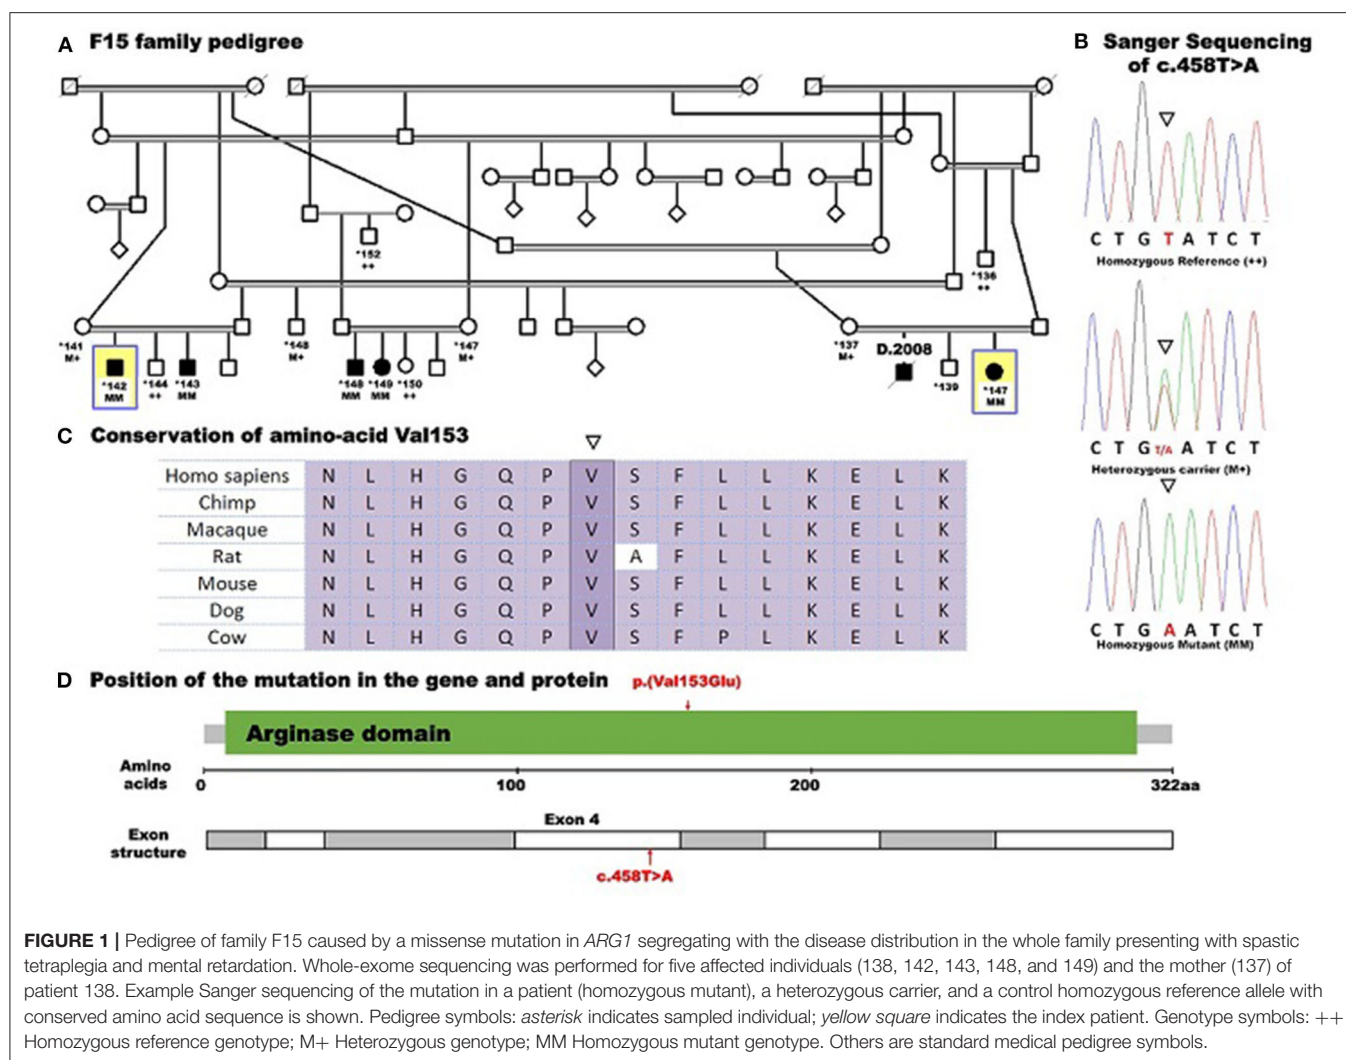 A F15 family pedigree
B Sanger Sequencing
of c.458T>A
C T G T A T C T
Homozygous Reference (++)
*152
++
*136
++
*141
M+
*148
M+
*147
M+
*137
M+
D.2008
*142
MM
*144
++
*143
MM
*148
MM
*149
MM
*150
++
*139
*147
MM
C T G T/A A T C T
Heterozygous carrier (M+)
C T G A A T C T
Homozygous Mutant (MM)
C Conservation of amino-acid Val153
Homo sapiens N L H G Q P V S F L L K E L K
Chimp N L H G Q P V S F L L K E L K
Macaque N L H G Q P V S F L L K E L K
Rat N L H G Q P V A F L L K E L K
Mouse N L H G Q P V S F L L K E L K
Dog N L H G Q P V S F L L K E L K
Cow N L H G Q P V S F P L K E L K
D Position of the mutation in the gene and protein p.(Val153Glu)
Arginase domain
Amino
acids
0 100 200 322aa
Exon 4
Exon
structure
c.458T>A
FIGURE 1 | Pedigree of family F15 caused by a missense mutation in ARG1 segregating with the disease distribution in the whole family presenting with spastic
tetraplegia and mental retardation. Whole-exome sequencing was performed for five affected individuals (138, 142, 143, 148, and 149) and the mother (137) of
patient 138. Example Sanger sequencing of the mutation in a patient (homozygous mutant), a heterozygous carrier, and a control homozygous reference allele with
conserved amino acid sequence is shown. Pedigree symbols: asterisk indicates sampled individual; yellow square indicates the index patient. Genotype symbols: ++
Homozygous reference genotype; M+ Heterozygous genotype; MM Homozygous mutant genotype. Others are standard medical pedigree symbols.